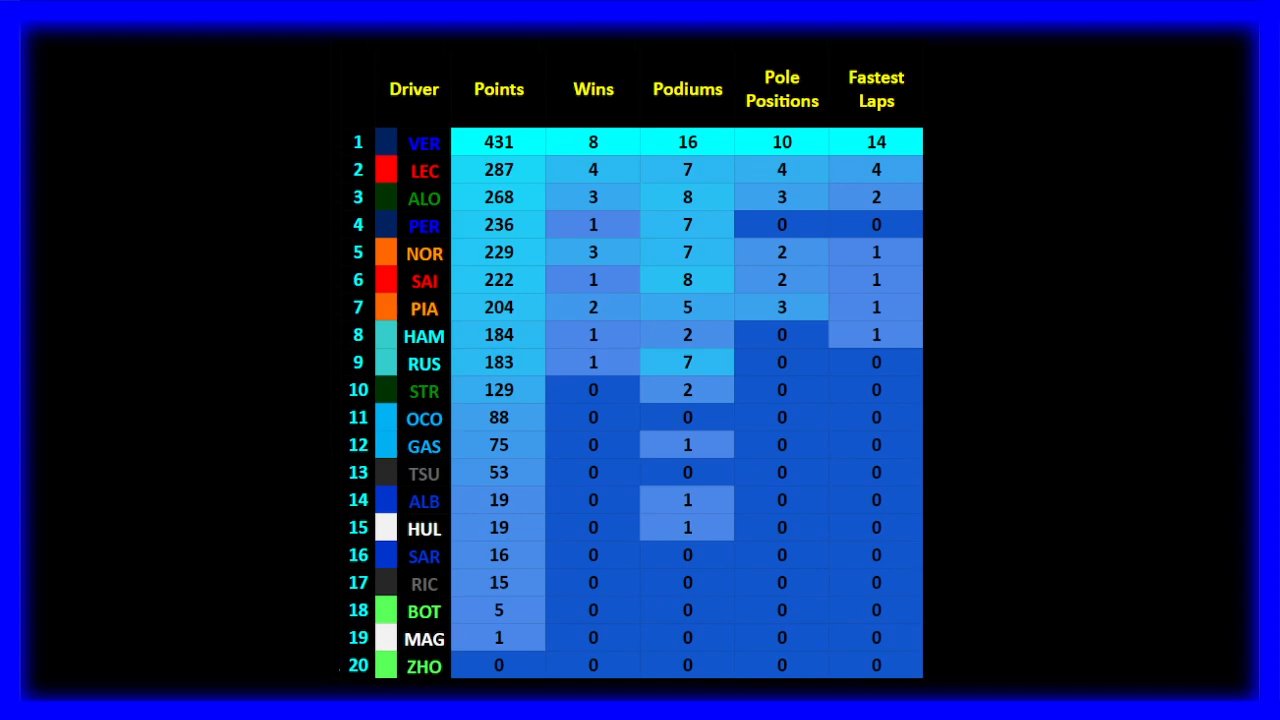 Driver Points Wins Podiums Pole Positions Fastest Laps
1 VER 431 8 16 10 14
2 LEC 287 4 7 4 4
3 ALO 268 3 8 3 2
4 PER 236 1 7 0 0
5 NOR 229 3 7 2 1
6 SAI 222 1 8 2 1
7 PIA 204 2 5 3 1
8 HAM 184 1 2 0 1
9 RUS 183 1 7 0 0
10 STR 129 0 2 0 0
11 OCO 88 0 0 0 0
12 GAS 75 0 1 0 0
13 TSU 53 0 0 0 0
14 ALB 19 0 1 0 0
15 HUL 19 0 1 0 0
16 SAR 16 0 0 0 0
17 RIC 15 0 0 0 0
18 BOT 5 0 0 0 0
19 MAG 1 0 0 0 0
20 ZHO 0 0 0 0 0